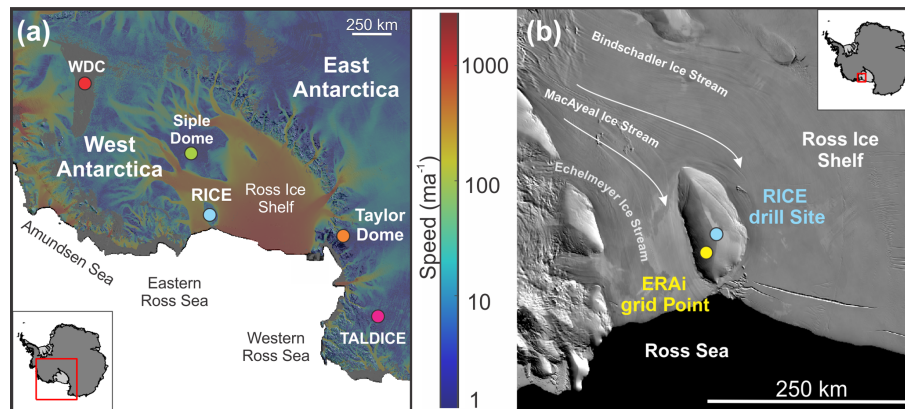 (a)
250 km
WDC
East
Antarctica
Siple
Dome
West
Antarctica
RICE
Ross Ice
Shelf
Taylor
Dome
Amundsen Sea
Eastern
Ross Sea
Western
Ross Sea
TALDICE
Speed (ma⁻¹)
1000
100
10
1
(b)
Bindschadler Ice Stream
MacAyeal Ice Stream
Echelmeyer Ice Stream
Ross Ice
Shelf
RICE
drill Site
ERAi
grid Point
Ross Sea
250 km